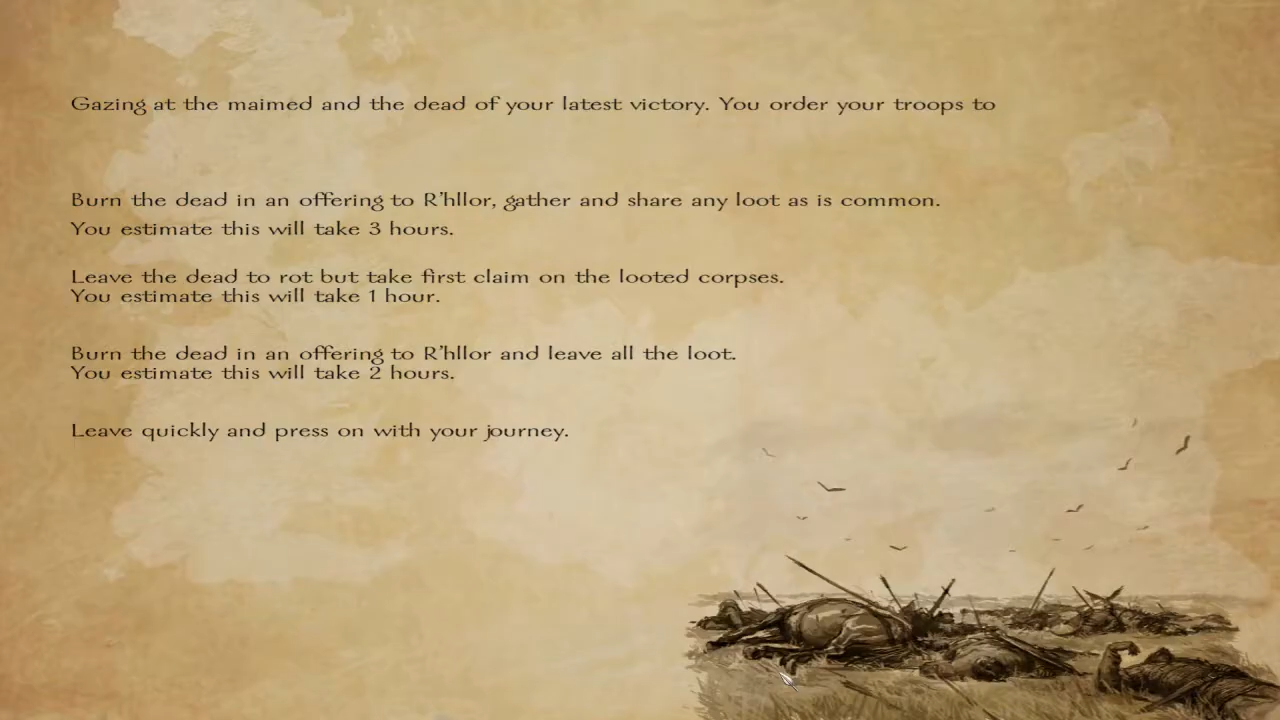 Gazing at the maimed and the dead of your latest victory. You order your troops to
Burn the dead in an offering to R'hllor, gather and share any loot as is common.
You estimate this will take 3 hours.
Leave the dead to rot but take first claim on the looted corpses.
You estimate this will take 1 hour.
Burn the dead in an offering to R'hllor and leave all the loot.
You estimate this will take 2 hours.
Leave quickly and press on with your journey.